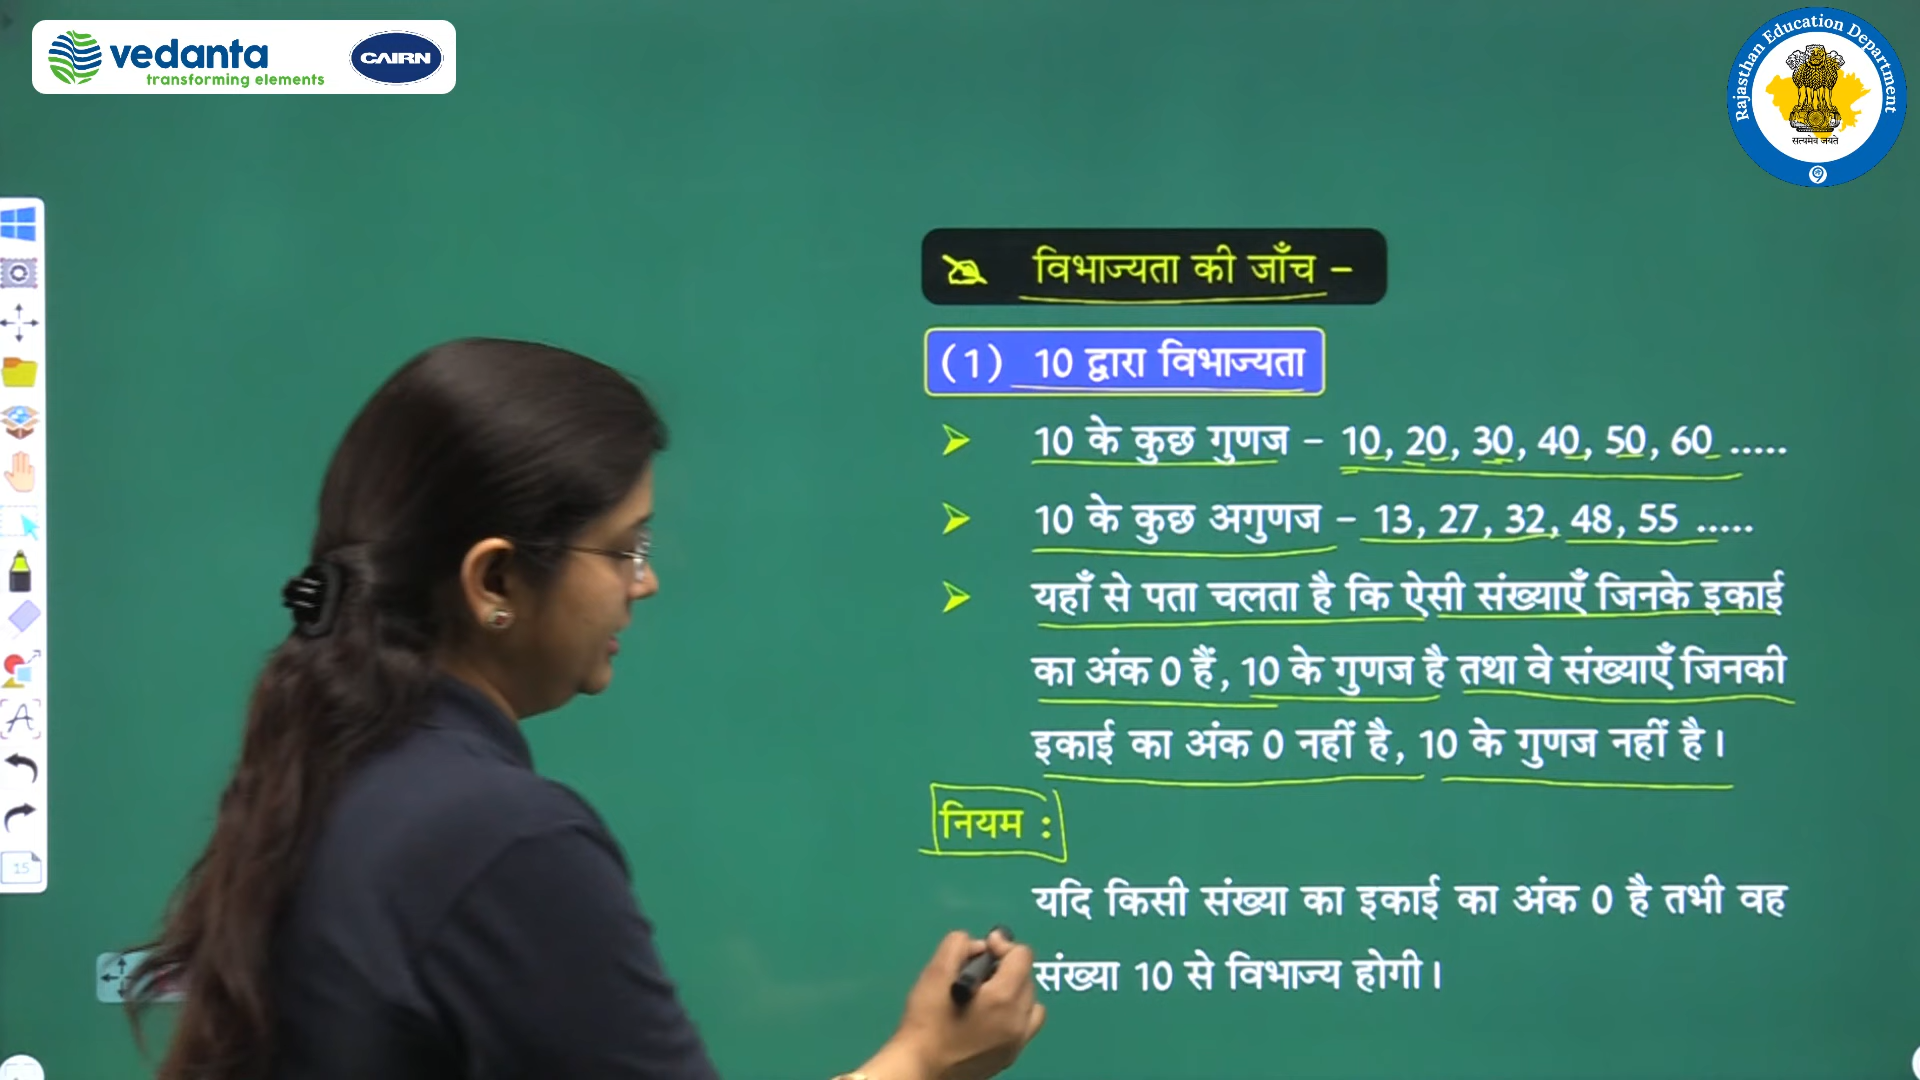 vedanta
transforming elements
CAIRN
Rajasthan Education Department
सत्यमेव जयते
विभाज्यता की जाँच –
(1) 10 द्वारा विभाज्यता
10 के कुछ गुणज – 10, 20, 30, 40, 50, 60 .....
10 के कुछ अगुणज – 13, 27, 32, 48, 55 .....
यहाँ से पता चलता है कि ऐसी संख्याएँ जिनके इकाई
का अंक 0 हैं, 10 के गुणज है तथा वे संख्याएँ जिनकी
इकाई का अंक 0 नहीं है, 10 के गुणज नहीं है।
नियम :
यदि किसी संख्या का इकाई का अंक 0 है तभी वह
संख्या 10 से विभाज्य होगी।
15